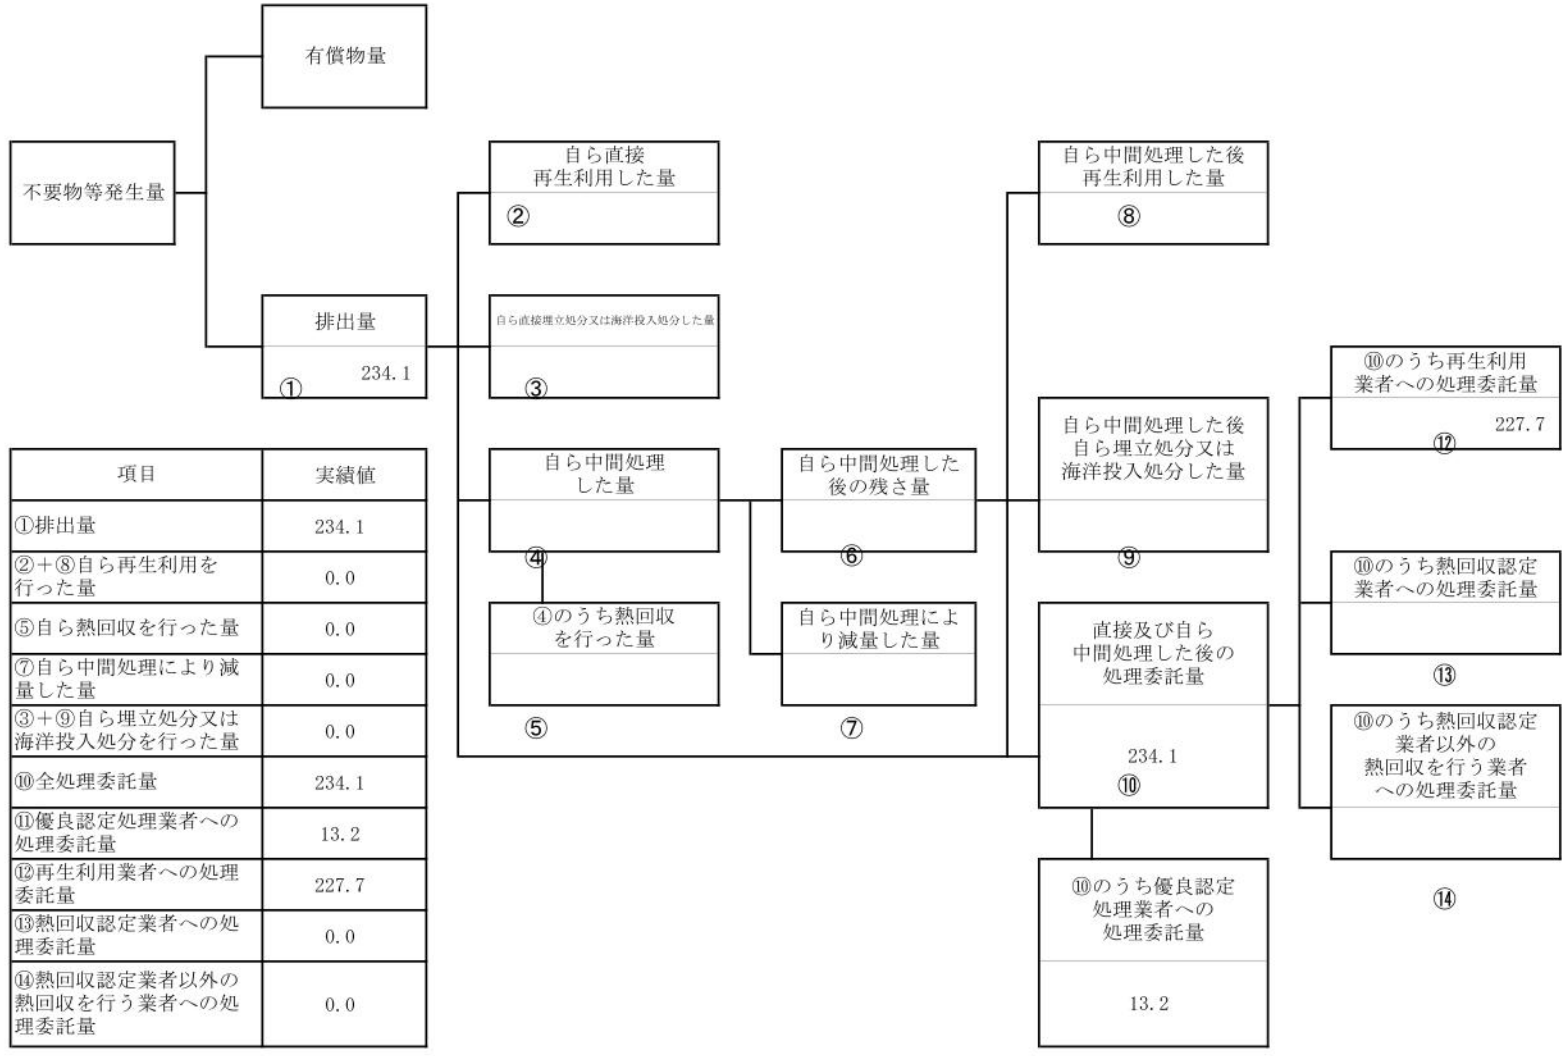 有償物量
不要物等発生量
排出量
234.1
①
自ら直接
再生利用した量
②
自ら直接埋立処分又は海洋投入処分した量
③
自ら中間処理
した量
④
④のうち熱回収
を行った量
⑤
自ら中間処理した
後の残さ量
⑥
自ら中間処理によ
り減量した量
⑦
自ら中間処理した後
再生利用した量
⑧
自ら中間処理した後
自ら埋立処分又は
海洋投入処分した量
⑨
直接及び自ら
中間処理した後の
処理委託量
234.1
⑩
⑩のうち優良認定
処理業者への
処理委託量
13.2
⑩のうち再生利用
業者への処理委託量
227.7
⑫
⑩のうち熱回収認定
業者への処理委託量
⑬
⑩のうち熱回収認定
業者以外の
熱回収を行う業者
への処理委託量
⑭
項目 実績値
①排出量 234.1
②＋⑧自ら再生利用を
行った量 0.0
⑤自ら熱回収を行った量 0.0
⑦自ら中間処理により減
量した量 0.0
③＋⑨自ら埋立処分又は
海洋投入処分を行った量 0.0
⑩全処理委託量 234.1
⑪優良認定処理業者への
処理委託量 13.2
⑫再生利用業者への処理
委託量 227.7
⑬熱回収認定業者への処
理委託量 0.0
⑭熱回収認定業者以外の
熱回収を行う業者への処
理委託量 0.0